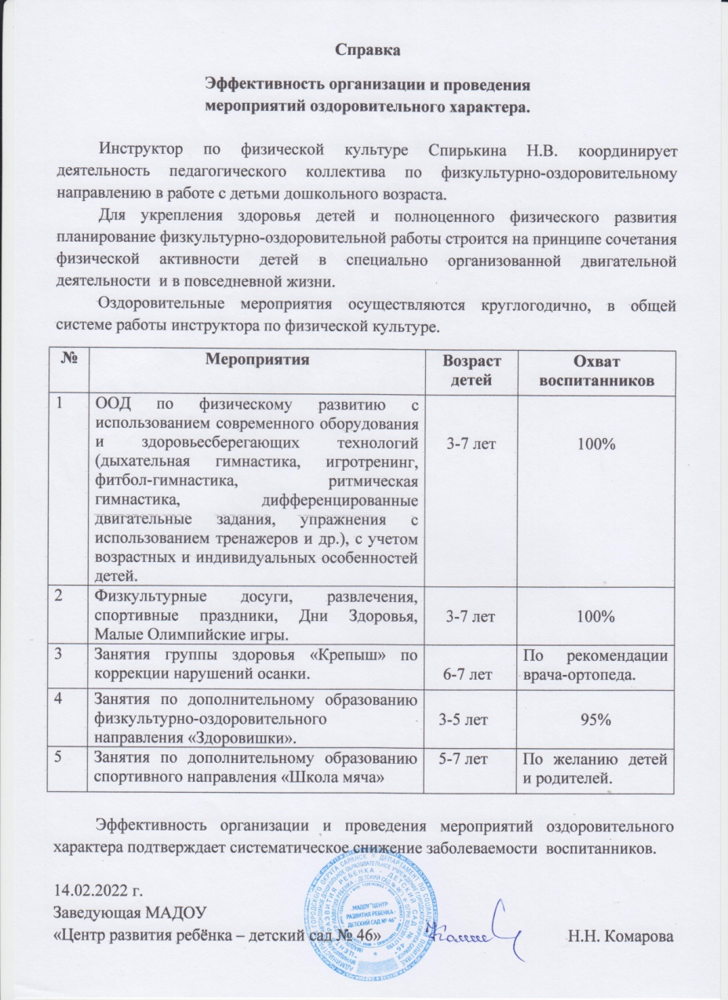 Справка
Эффективность организации и проведения
мероприятий оздоровительного характера.
Инструктор по физической культуре Спирькина Н.В. координирует
деятельность педагогического коллектива по физкультурно-оздоровительному
направлению в работе с детьми дошкольного возраста.
Для укрепления здоровья детей и полноценного физического развития
планирование физкультурно-оздоровительной работы строится на принципе сочетания
физической активности детей в специально организованной двигательной
деятельности и в повседневной жизни.
Оздоровительные мероприятия осуществляются круглогодично, в общей
системе работы инструктора по физической культуре.
№ Мероприятия Возраст детей Охват воспитанников
1 ООД по физическому развитию с
использованием современного оборудования
и здоровьесберегающих технологий 3-7 лет 100%
(дыхательная гимнастика, игротренинг,
фитбол-гимнастика, ритмическая
гимнастика, дифференцированные
двигательные задания, упражнения с
использованием тренажеров и др.), с учетом
возрастных и индивидуальных особенностей
детей.
2 Физкультурные досуги, развлечения,
спортивные праздники, Дни Здоровья, 3-7 лет 100%
Малые Олимпийские игры.
3 Занятия группы здоровья «Крепыш» по По рекомендации
коррекции нарушений осанки. 6-7 лет врача-ортопеда.
4 Занятия по дополнительному образованию
физкультурно-оздоровительного 3-5 лет 95%
направления «Здоровишки».
5 Занятия по дополнительному образованию 5-7 лет По желанию детей
спортивного направления «Школа мяча» и родителей.
Эффективность организации и проведения мероприятий оздоровительного
характера подтверждает систематическое снижение заболеваемости воспитанников.
14.02.2022 г.
Заведующая МАДОУ
«Центр развития ребёнка – детский сад № 46» Н.Н. Комарова
МАДОУ "ЦЕНТР
РАЗВИТИЯ РЕБЕНКА -
ДЕТСКИЙ САД № 46"